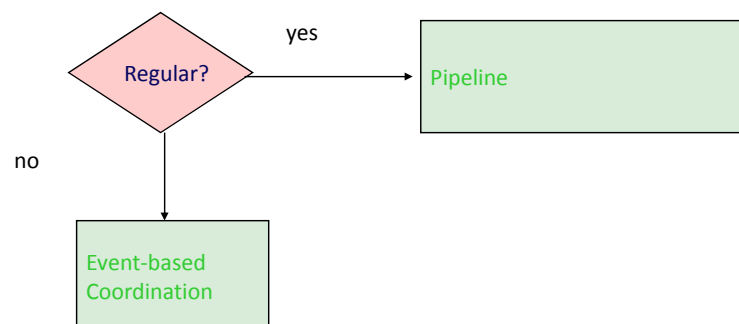 yes
Regular?
Pipeline
no
Event-based
Coordination